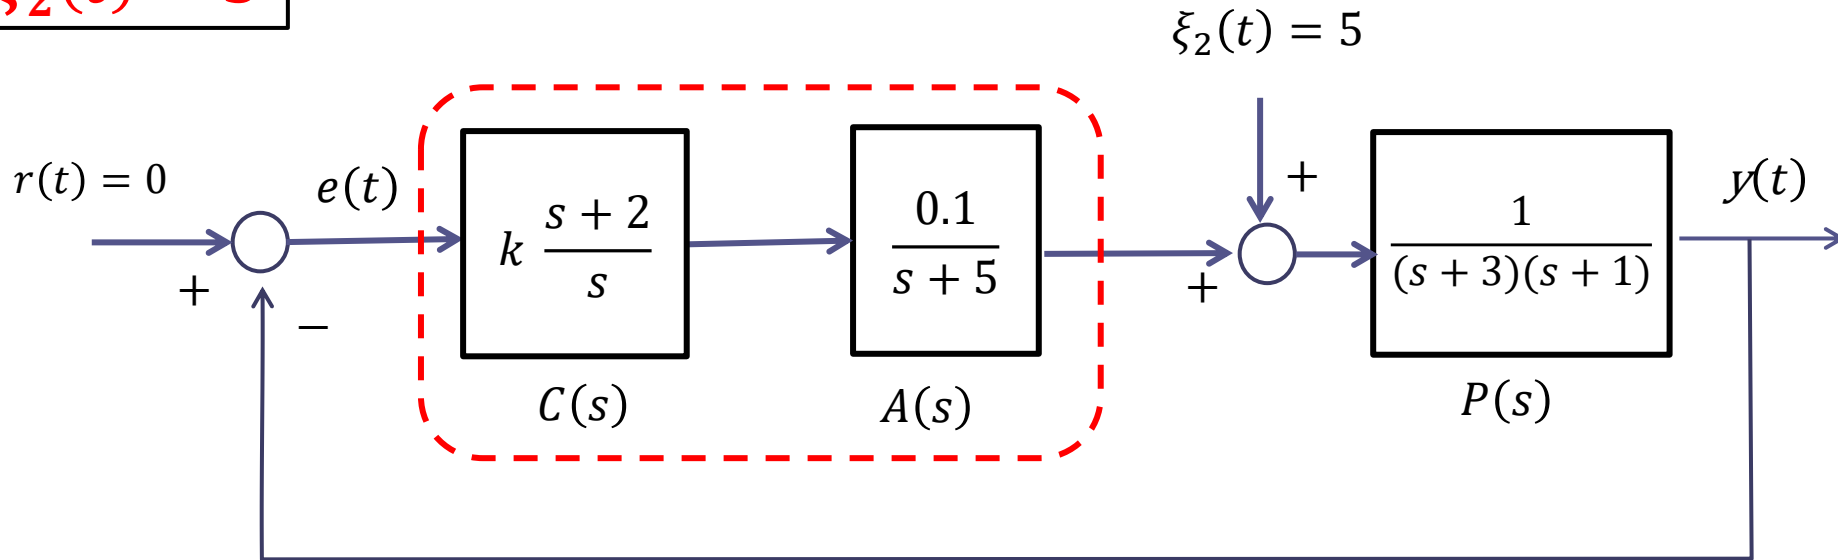 ξ₂(t) = 5
r(t) = 0
e(t)
k (s + 2)/s
0.1/(s + 5)
1/((s + 3)(s + 1))
y(t)
+
−
+
+
C(s)
A(s)
P(s)